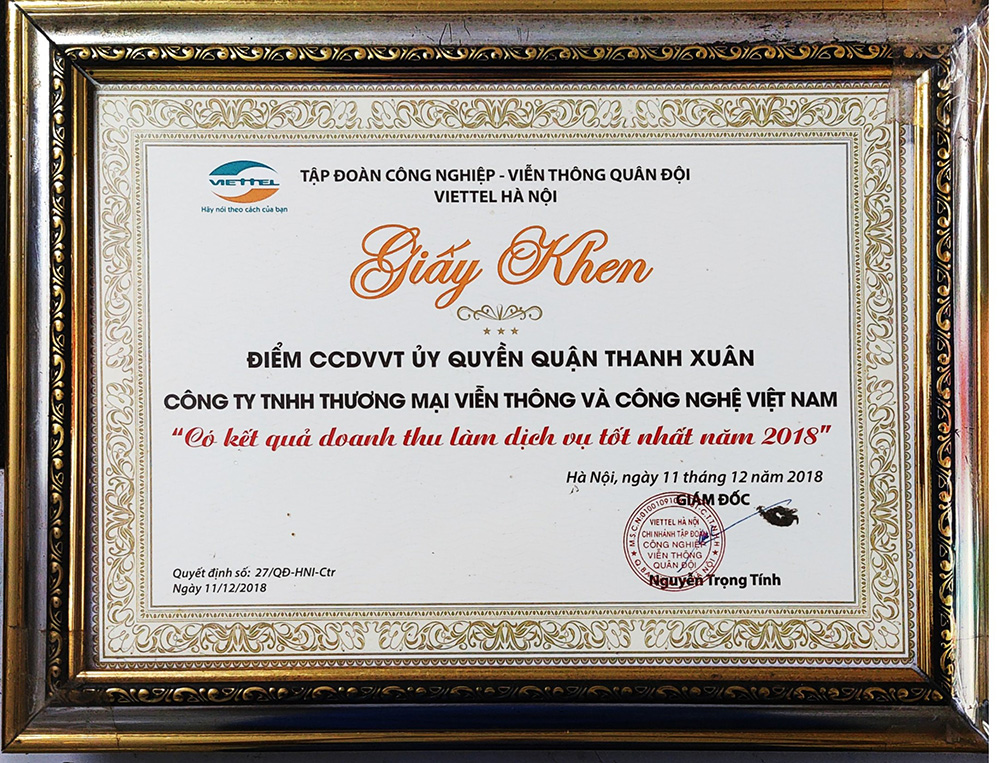 VIETTEL
Hãy nói theo cách của bạn
TẬP ĐOÀN CÔNG NGHIỆP - VIỄN THÔNG QUÂN ĐỘI
VIETTEL HÀ NỘI
Giấy Khen
ĐIỂM CCDVVT ỦY QUYỀN QUẬN THANH XUÂN
CÔNG TY TNHH THƯƠNG MẠI VIỄN THÔNG VÀ CÔNG NGHỆ VIỆT NAM
“Có kết quả doanh thu làm dịch vụ tốt nhất năm 2018”
Hà Nội, ngày 11 tháng 12 năm 2018
GIÁM ĐỐC
VIETTEL HÀ NỘI
CHI NHÁNH TẬP ĐOÀN
CÔNG NGHIỆP
VIỄN THÔNG
QUÂN ĐỘI
Nguyễn Trọng Tính
Quyết định số: 27/QĐ-HNI-Ctr
Ngày 11/12/2018